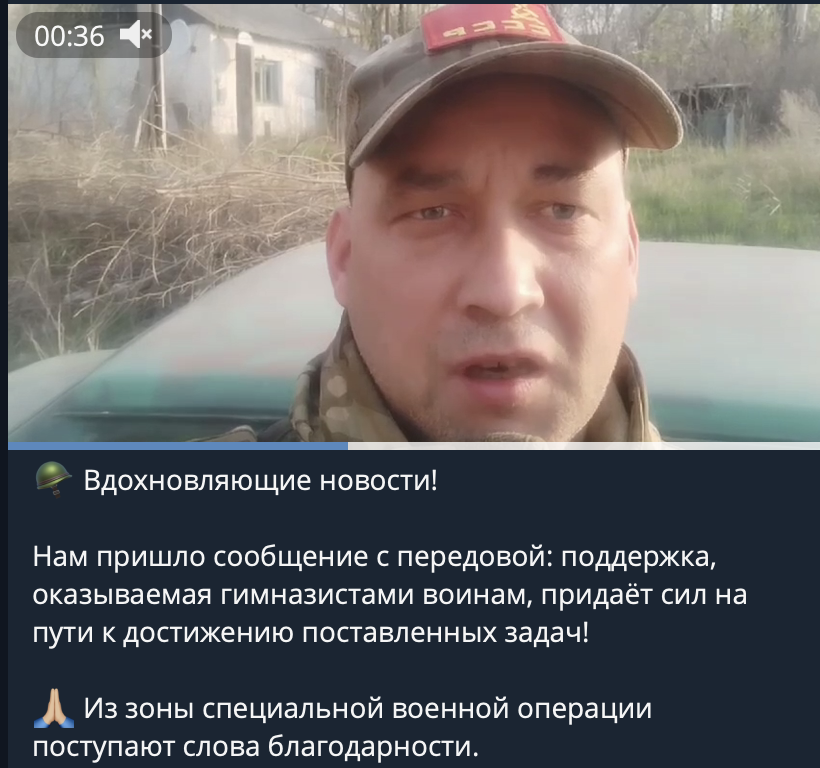 00:36
Вдохновляющие новости!
Нам пришло сообщение с передовой: поддержка,
оказываемая гимназистами воинам, придаёт сил на
пути к достижению поставленных задач!
Из зоны специальной военной операции
поступают слова благодарности.